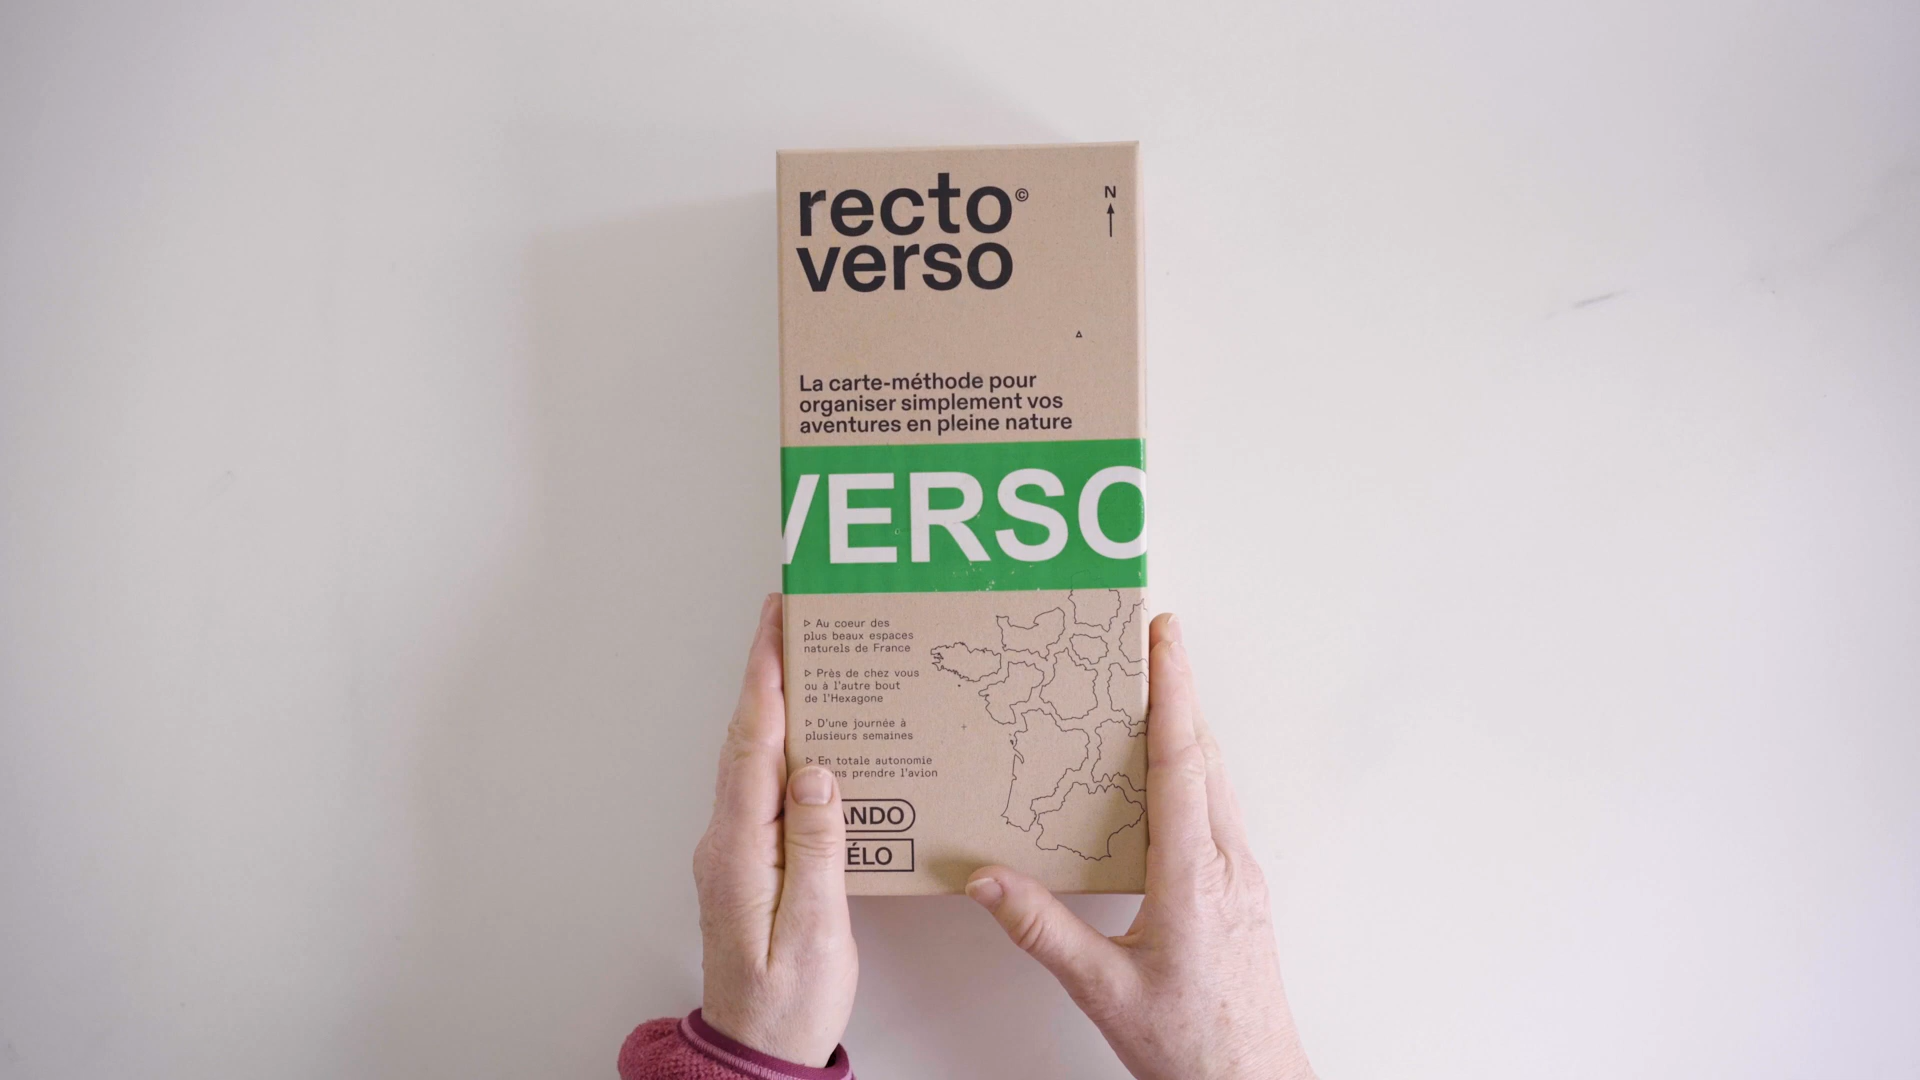 recto©
verso
N
La carte-méthode pour
organiser simplement vos
aventures en pleine nature
VERSO
▷ Au coeur des
plus beaux espaces
naturels de France
▷ Près de chez vous
ou à l'autre bout
de l'Hexagone
▷ D'une journée à
plusieurs semaines
▷ En totale autonomie
prendre l'avion